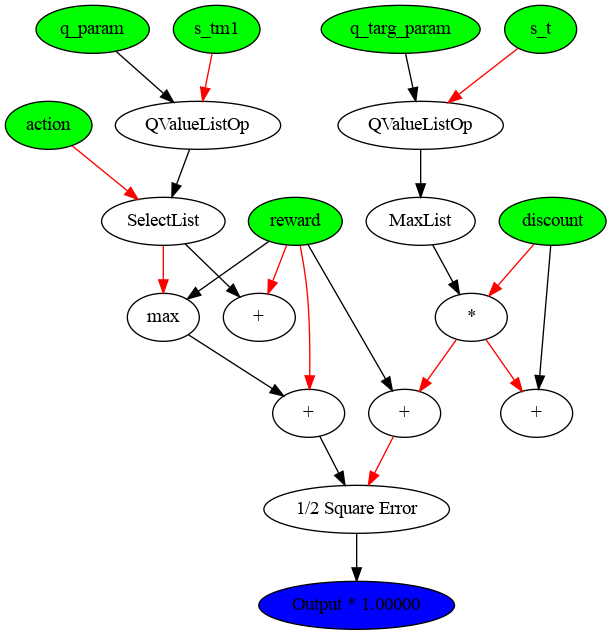 q_param
s_tm1
q_targ_param
s_t
action
QValueListOp
QValueListOp
SelectList
reward
MaxList
discount
max
+
*
+
+
+
1/2 Square Error
Output * 1.00000